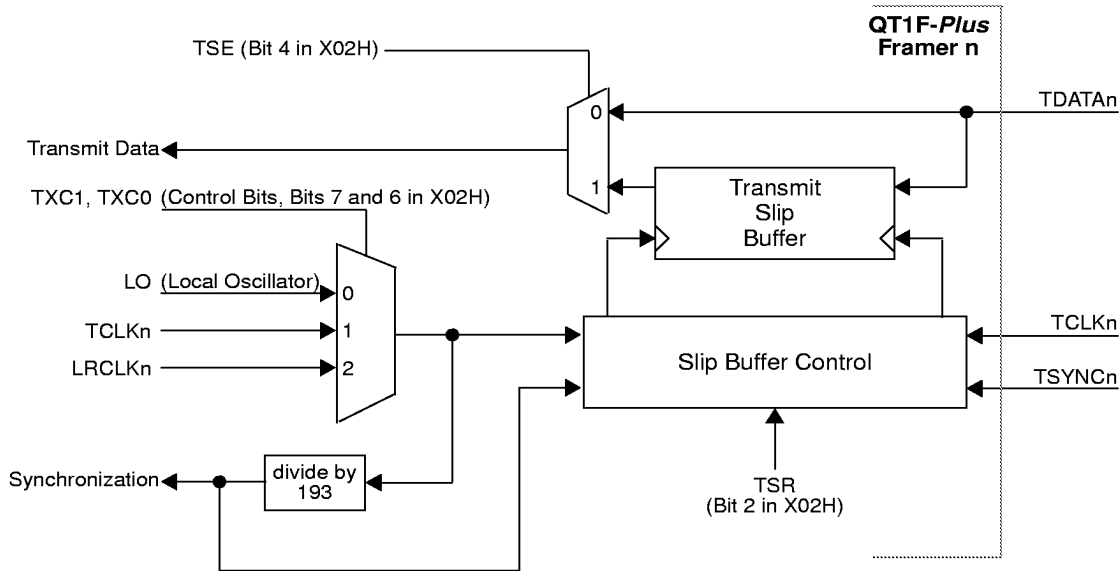 QT1F-Plus
Framer n
TSE (Bit 4 in X02H)
TDATAn
0
Transmit Data
1
Transmit
Slip
Buffer
TXC1, TXC0 (Control Bits, Bits 7 and 6 in X02H)
LO (Local Oscillator)
0
TCLKn
1
LRCLKn
2
Slip Buffer Control
TCLKn
TSYNCn
Synchronization
divide by
193
TSR
(Bit 2 in X02H)